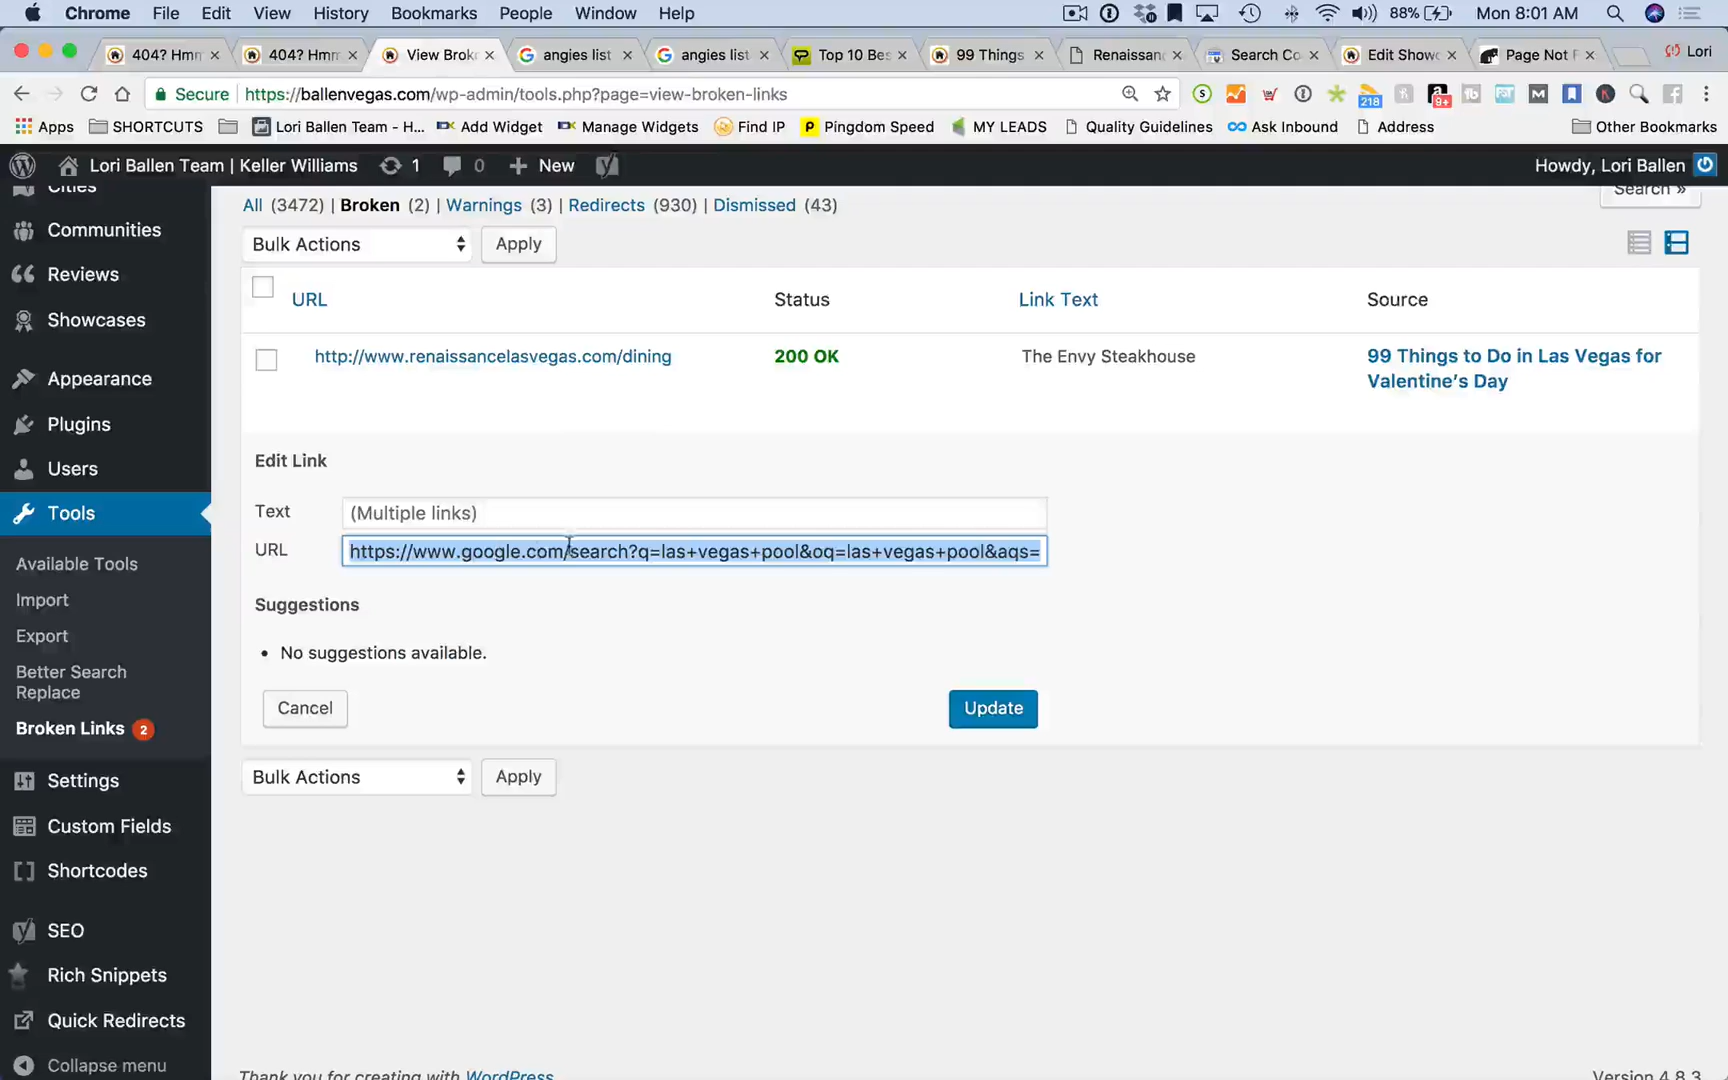 Chrome File Edit View History Bookmarks People Window Help 88% Mon 8:01 AM
404? Hmm 404? Hmm View Brok angies list angies list Top 10 Bes 99 Things Renaissan Search Co Edit Showc Page Not F Lori
Secure https://ballenvegas.com/wp-admin/tools.php?page=view-broken-links 218 9+
Apps SHORTCUTS Lori Ballen Team - H... Add Widget Manage Widgets Find IP Pingdom Speed MY LEADS Quality Guidelines Ask Inbound Address Other Bookmarks
Lori Ballen Team | Keller Williams 1 0 New Howdy, Lori Ballen
Cities
Communities
Reviews
Showcases
Appearance
Plugins
Users
Tools
Available Tools
Import
Export
Better Search
Replace
Broken Links 2
Settings
Custom Fields
Shortcodes
SEO
Rich Snippets
Quick Redirects
Collapse menu
Search »
All (3472) | Broken (2) | Warnings (3) | Redirects (930) | Dismissed (43)
Bulk Actions Apply
URL Status Link Text Source
http://www.renaissancelasvegas.com/dining 200 OK The Envy Steakhouse 99 Things to Do in Las Vegas for
Valentine's Day
Edit Link
Text (Multiple links)
URL https://www.google.com/search?q=las+vegas+pool&oq=las+vegas+pool&aqs=
Suggestions
• No suggestions available.
Cancel Update
Bulk Actions Apply
Thank you for creating with WordPress
Version 4.8.3